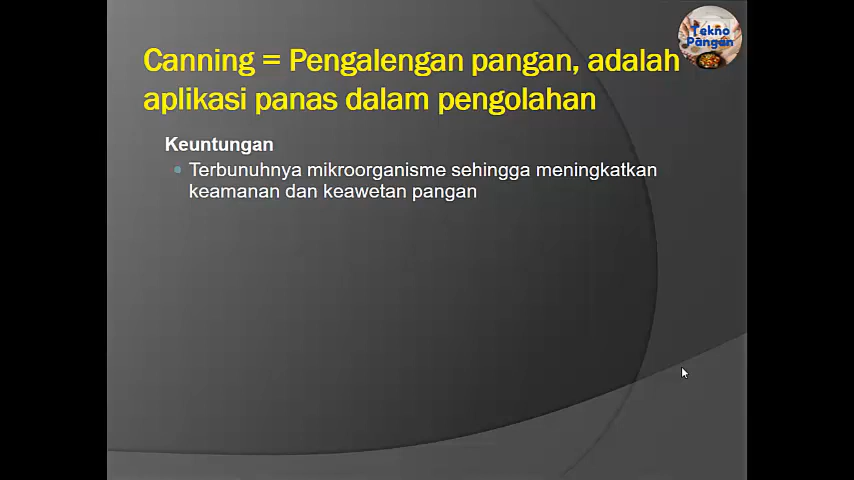 Tekno
Pangan
Canning = Pengalengan pangan, adalah
aplikasi panas dalam pengolahan
Keuntungan
Terbunuhnya mikroorganisme sehingga meningkatkan
keamanan dan keawetan pangan